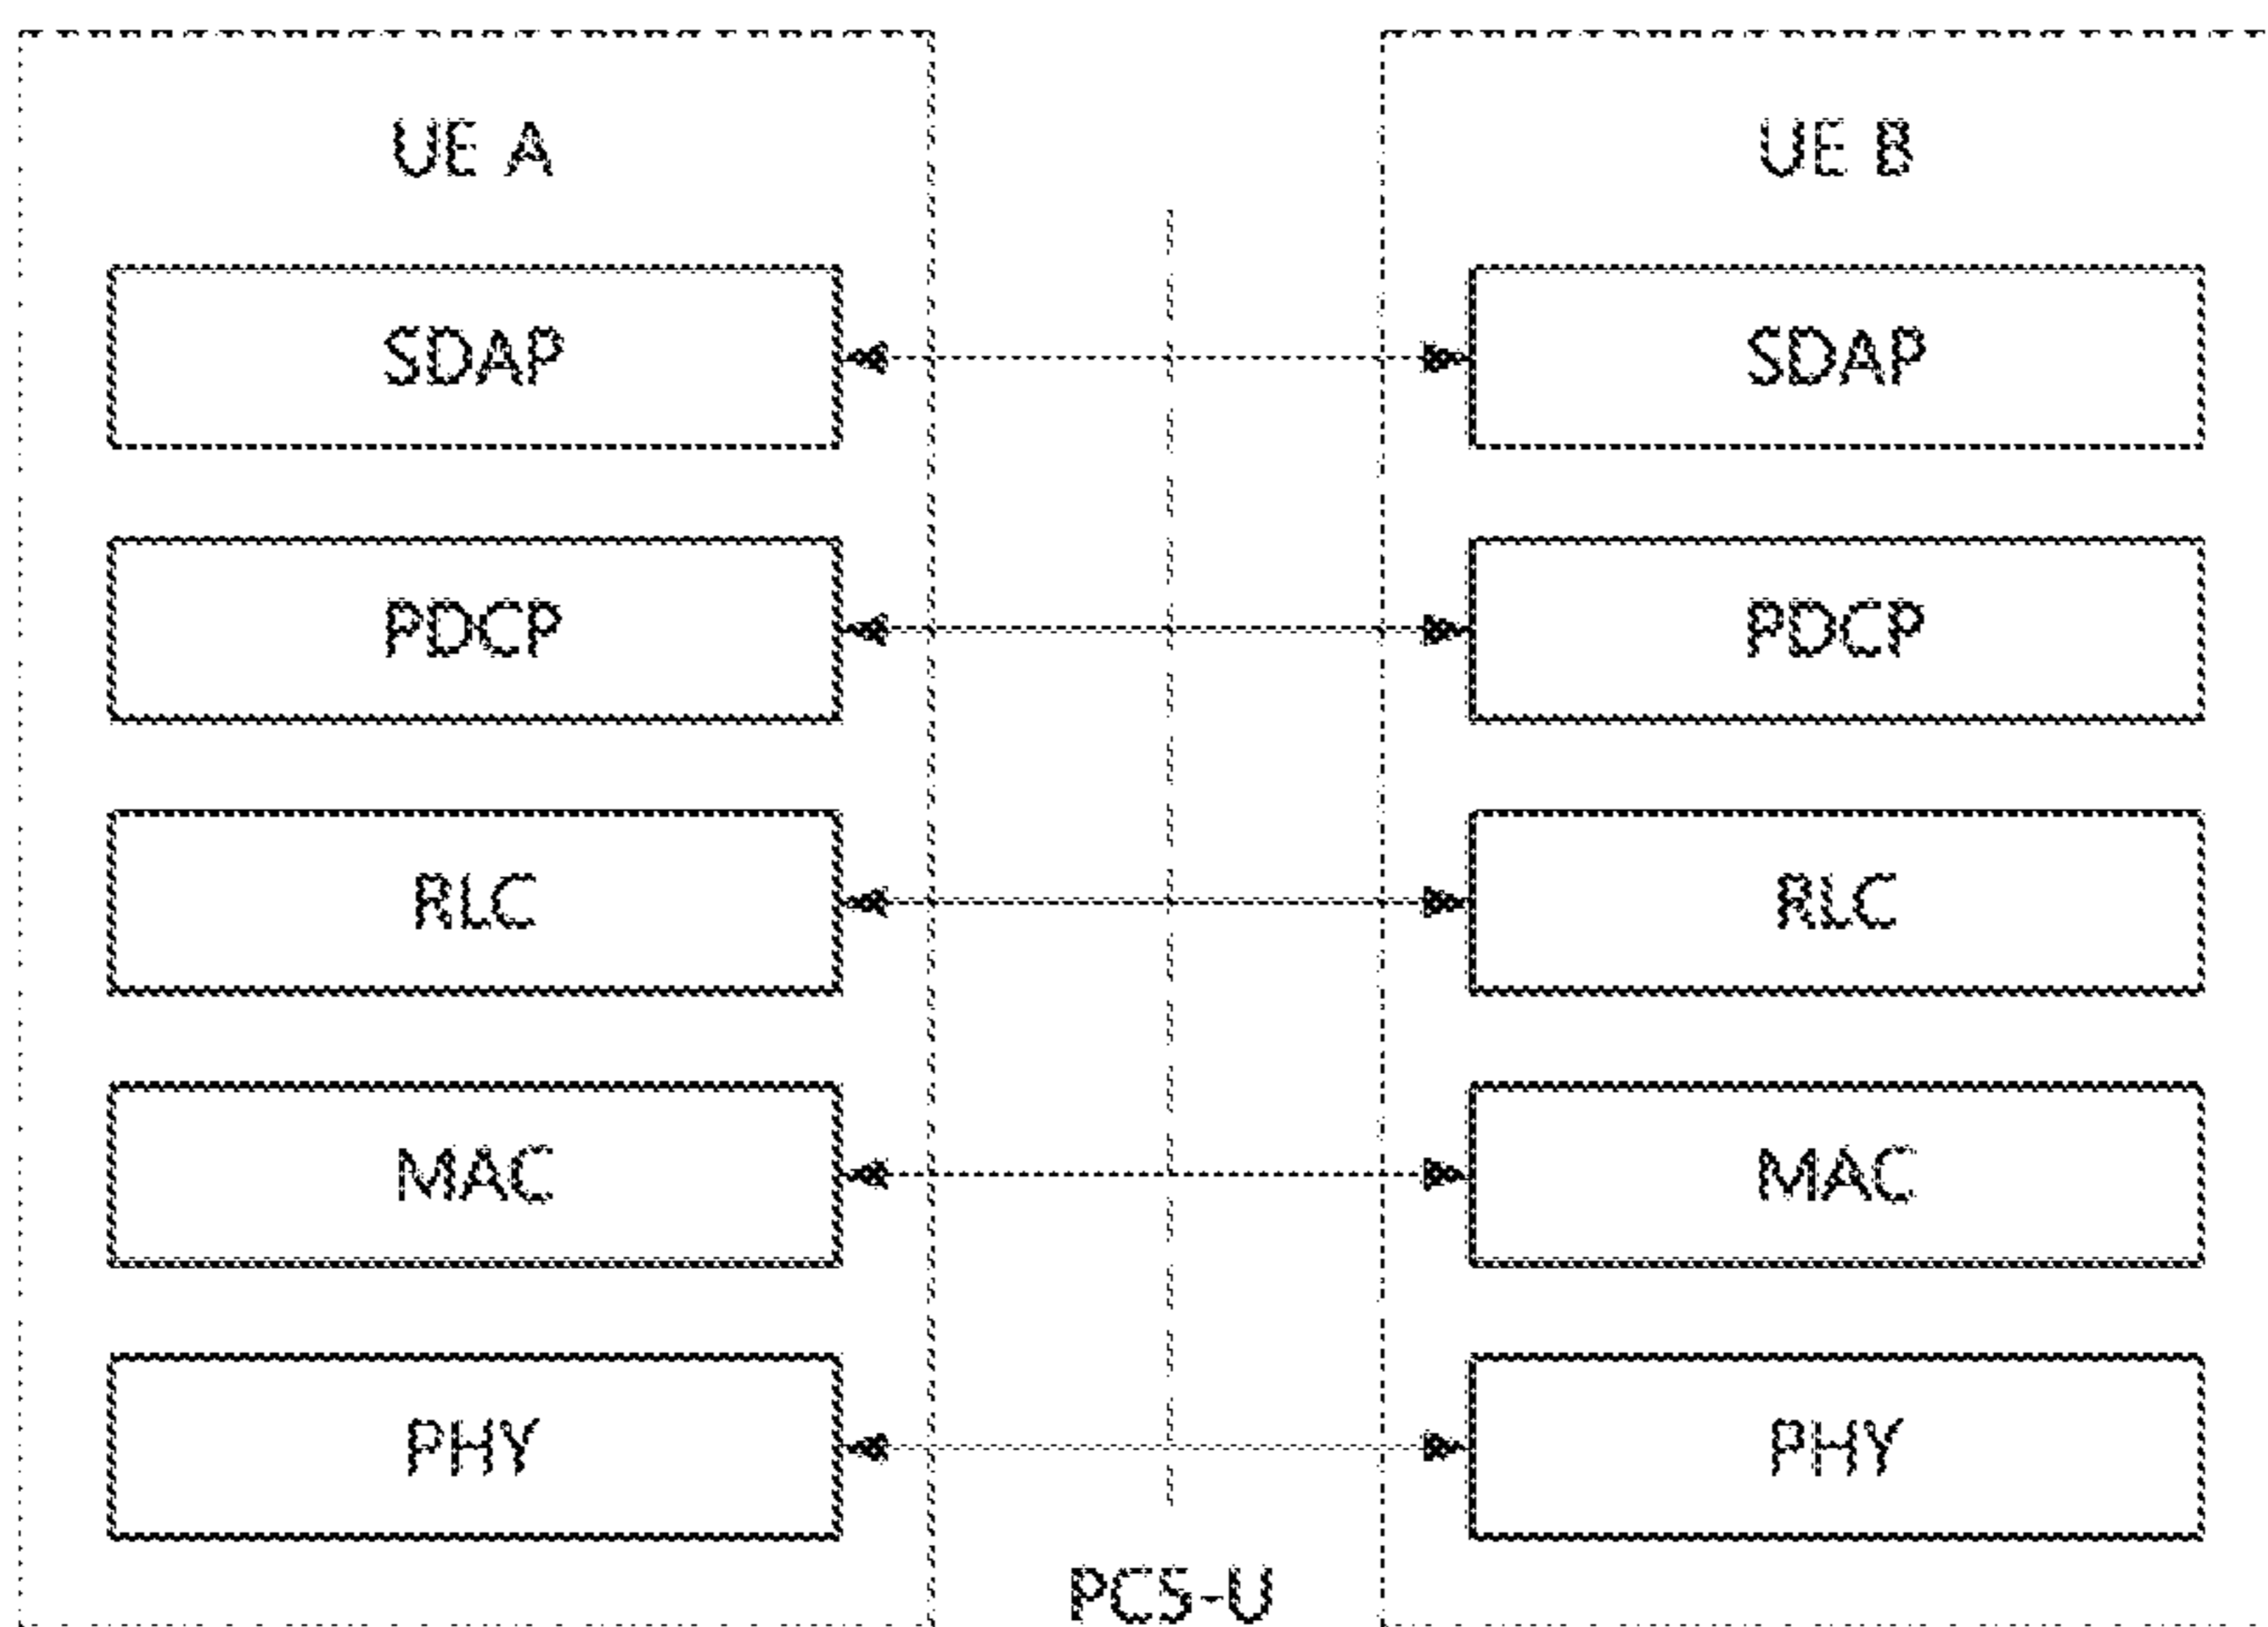 UE A
UE B
SDAP
SDAP
PDCP
PDCP
RLC
RLC
MAC
MAC
PHY
PHY
PC5-U